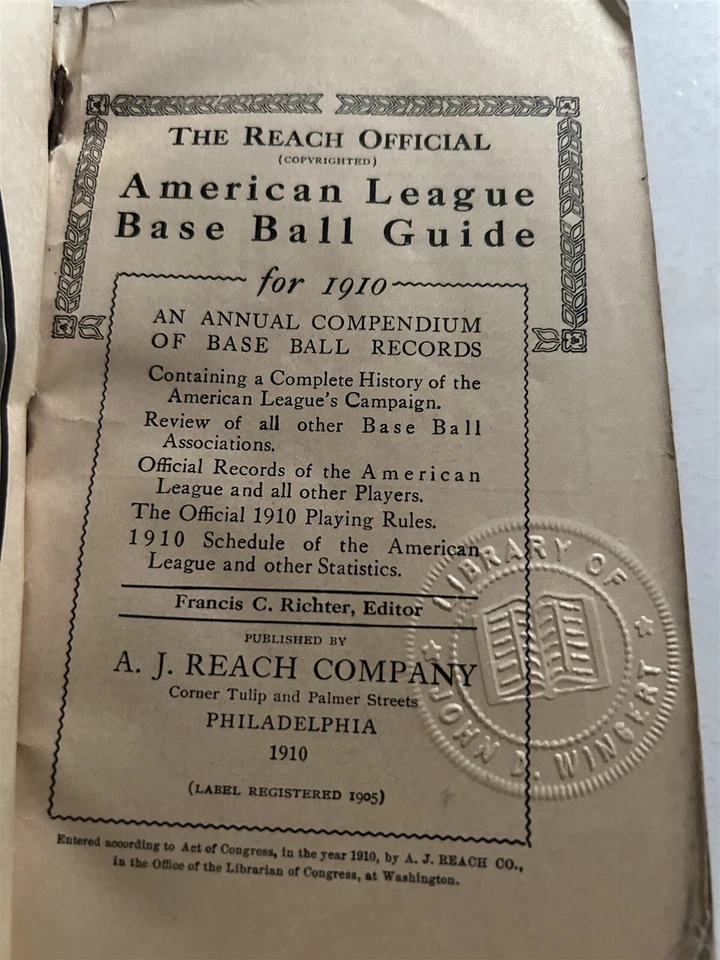 THE REACH OFFICIAL
(COPYRIGHTED)
American League
Base Ball Guide
for 1910
AN ANNUAL COMPENDIUM
OF BASE BALL RECORDS
Containing a Complete History of the
American League's Campaign.
Review of all other Base Ball
Associations.
Official Records of the American
League and all other Players.
The Official 1910 Playing Rules.
1910 Schedule of the American
League and other Statistics.
Francis C. Richter, Editor
PUBLISHED BY
A. J. REACH COMPANY
Corner Tulip and Palmer Streets
PHILADELPHIA
1910
(LABEL REGISTERED 1905)
Entered according to Act of Congress, in the year 1910, by A. J. REACH CO.,
in the Office of the Librarian of Congress, at Washington.
LIBRARY OF
JOHN D. WINGERT